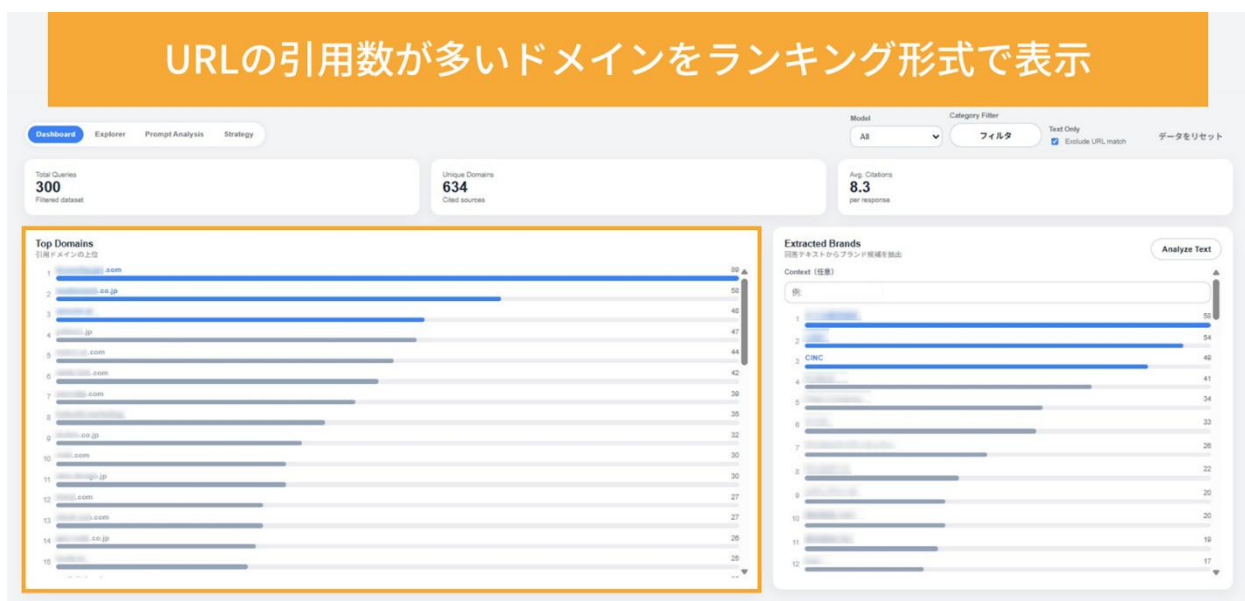 URLの引用数が多いドメインをランキング形式で表示
Dashboard Explorer Prompt Analysis Strategy
Model
All
Category Filter
フィルタ
Text Only
Exclude URL match
データをリセット
Total Queries
300
Filtered dataset
Unique Domains
634
Cited sources
Avg. Citations
8.3
per response
Top Domains
引用ドメインの上位
1 .com
2 .co.jp 58
3 48
4 .jp 47
5 .com 44
6 .com 42
7 .com 39
8 35
9 .co.jp 32
10 .com 30
11 .jp 30
12 .com 27
13 .com 27
14 .co.jp 26
15 25
Extracted Brands
回答テキストからブランド候補を抽出
Analyze Text
Context (任意)
例:
1 58
2 54
3 CINC 49
4 41
5 34
6 33
7 26
8 22
9 20
10 20
11 19
12 17